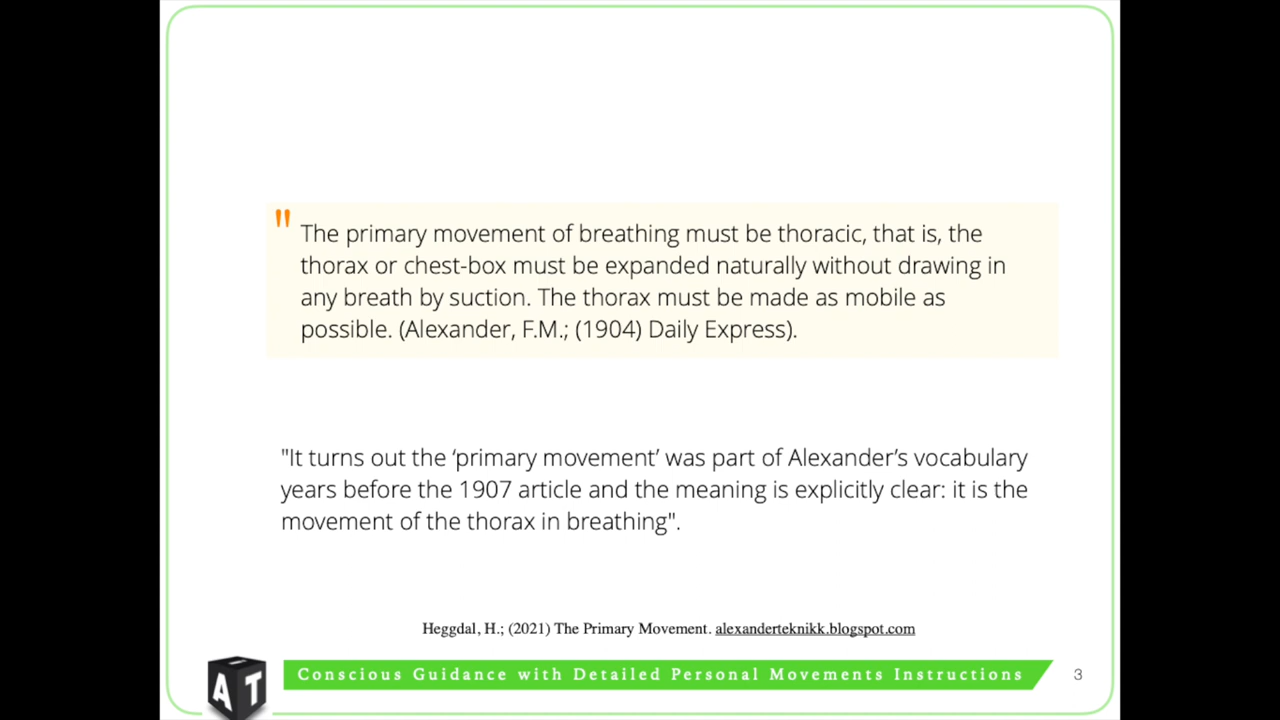 "
The primary movement of breathing must be thoracic, that is, the
thorax or chest-box must be expanded naturally without drawing in
any breath by suction. The thorax must be made as mobile as
possible. (Alexander, F.M.; (1904) Daily Express).
"It turns out the ‘primary movement’ was part of Alexander’s vocabulary
years before the 1907 article and the meaning is explicitly clear: it is the
movement of the thorax in breathing".
Heggdal, H.; (2021) The Primary Movement. alexanderteknikk.blogspot.com
AT
Conscious Guidance with Detailed Personal Movements Instructions
3